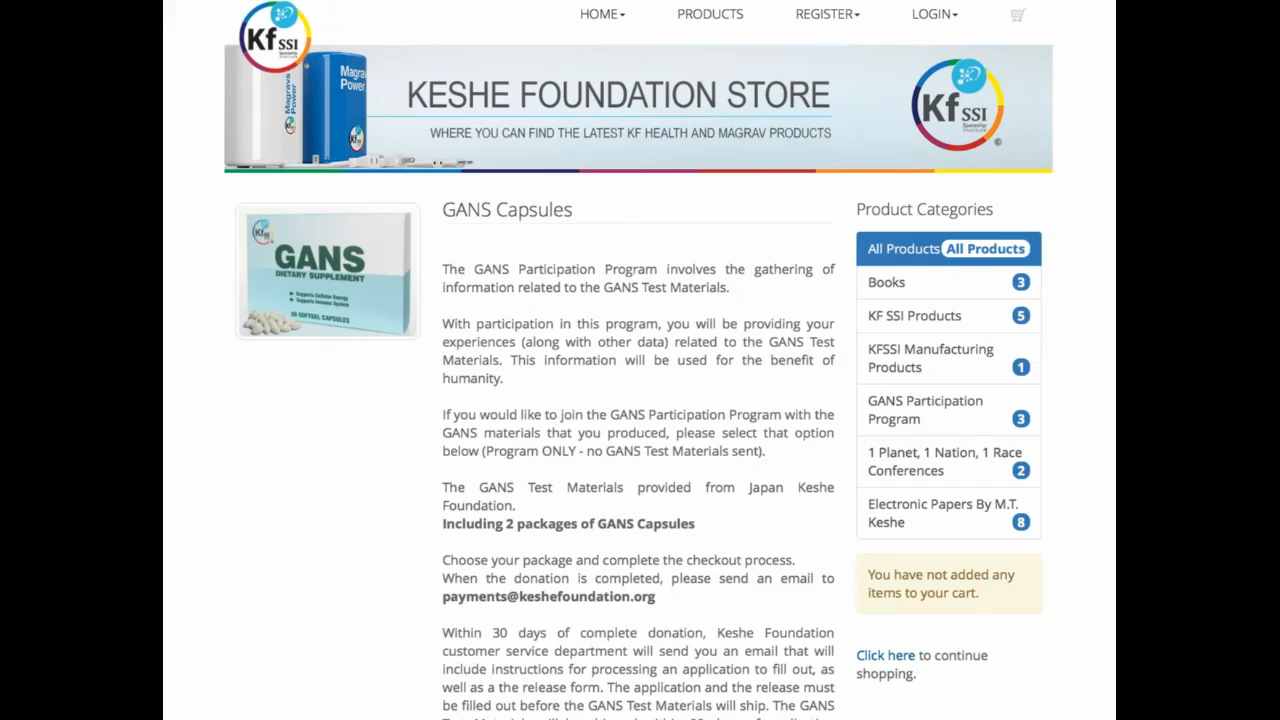 Kf SSI
Spaceship
Institute
HOME
PRODUCTS
REGISTER
LOGIN
Magravs
Power
Magrav
Power
KESHE FOUNDATION STORE
WHERE YOU CAN FIND THE LATEST KF HEALTH AND MAGRAV PRODUCTS
Kf SSI
Spaceship
Institute
©
GANS
DIETARY SUPPLEMENT
Supports Cellular Energy
Supports Immune System
30 SOFTGEL CAPSULES
GANS Capsules
The GANS Participation Program involves the gathering of
information related to the GANS Test Materials.
With participation in this program, you will be providing your
experiences (along with other data) related to the GANS Test
Materials. This information will be used for the benefit of
humanity.
If you would like to join the GANS Participation Program with the
GANS materials that you produced, please select that option
below (Program ONLY - no GANS Test Materials sent).
The GANS Test Materials provided from Japan Keshe
Foundation.
Including 2 packages of GANS Capsules
Choose your package and complete the checkout process.
When the donation is completed, please send an email to
payments@keshefoundation.org
Within 30 days of complete donation, Keshe Foundation
customer service department will send you an email that will
include instructions for processing an application to fill out, as
well as a release form. The application and the release must
be filled out before the GANS Test Materials will ship. The GANS
Product Categories
All Products All Products
Books 3
KF SSI Products 5
KFSSI Manufacturing
Products 1
GANS Participation
Program 3
1 Planet, 1 Nation, 1 Race
Conferences 2
Electronic Papers By M.T.
Keshe 8
You have not added any
items to your cart.
Click here to continue
shopping.